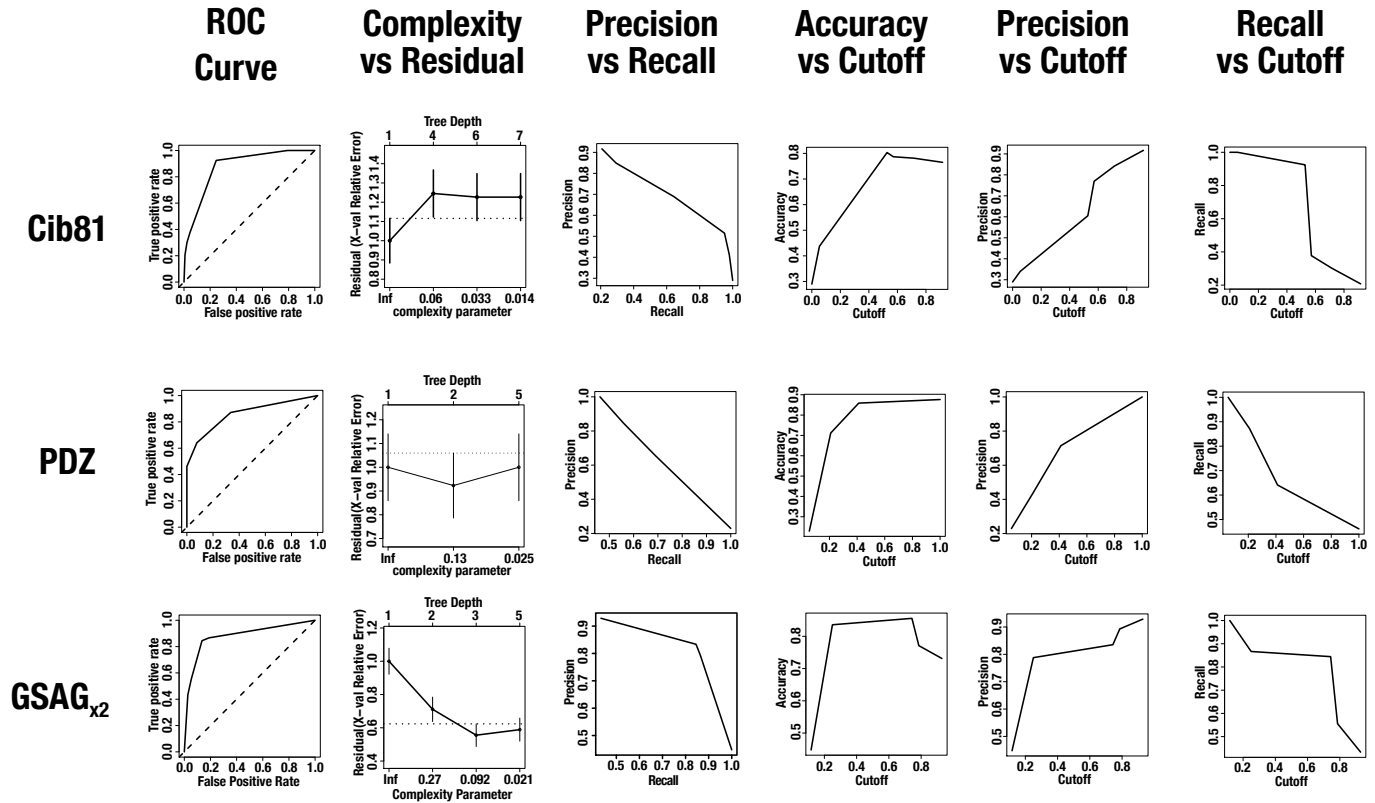 ROC
Curve
Complexity
vs Residual
Precision
vs Recall
Accuracy
vs Cutoff
Precision
vs Cutoff
Recall
vs Cutoff
Cib81
True positive rate
0.0 0.2 0.4 0.6 0.8 1.0
0.0 0.2 0.4 0.6 0.8 1.0
False positive rate
Tree Depth
1 4 6 7
Residual (X-val Relative Error)
0.8 0.9 1.0 1.1 1.2 1.3 1.4
Inf 0.06 0.033 0.014
complexity parameter
Precision
0.3 0.4 0.5 0.6 0.7 0.8 0.9
0.2 0.4 0.6 0.8 1.0
Recall
Accuracy
0.3 0.4 0.5 0.6 0.7 0.8
0.0 0.2 0.4 0.6 0.8
Cutoff
Precision
0.3 0.4 0.5 0.6 0.7 0.8 0.9
0.0 0.2 0.4 0.6 0.8
Cutoff
Recall
0.2 0.4 0.6 0.8 1.0
0.0 0.2 0.4 0.6 0.8
Cutoff
PDZ
True positive rate
0.0 0.2 0.4 0.6 0.8 1.0
0.0 0.2 0.4 0.6 0.8 1.0
False positive rate
Tree Depth
1 2 5
Residual(X-val Relative Error)
0.7 0.8 0.9 1.0 1.1 1.2
Inf 0.13 0.025
complexity parameter
Precision
0.2 0.4 0.6 0.8 1.0
0.5 0.6 0.7 0.8 0.9 1.0
Recall
Accuracy
0.3 0.4 0.5 0.6 0.7 0.8 0.9
0.2 0.4 0.6 0.8 1.0
Cutoff
Precision
0.2 0.4 0.6 0.8 1.0
0.2 0.4 0.6 0.8 1.0
Cutoff
Recall
0.5 0.6 0.7 0.8 0.9 1.0
0.2 0.4 0.6 0.8 1.0
Cutoff
GSAGx2
True positive rate
0.0 0.2 0.4 0.6 0.8 1.0
0.0 0.2 0.4 0.6 0.8 1.0
False Positive Rate
Tree Depth
1 2 3 5
Residual(X-val Relative Error)
0.4 0.6 0.8 1.0 1.2
Inf 0.27 0.092 0.021
Complexity Parameter
Precision
0.5 0.6 0.7 0.8 0.9
0.5 0.6 0.7 0.8 0.9 1.0
Recall
Accuracy
0.5 0.6 0.7 0.8
0.2 0.4 0.6 0.8
Cutoff
Precision
0.5 0.6 0.7 0.8 0.9
0.2 0.4 0.6 0.8
Cutoff
Recall
0.5 0.6 0.7 0.8 0.9 1.0
0.2 0.4 0.6 0.8
Cutoff